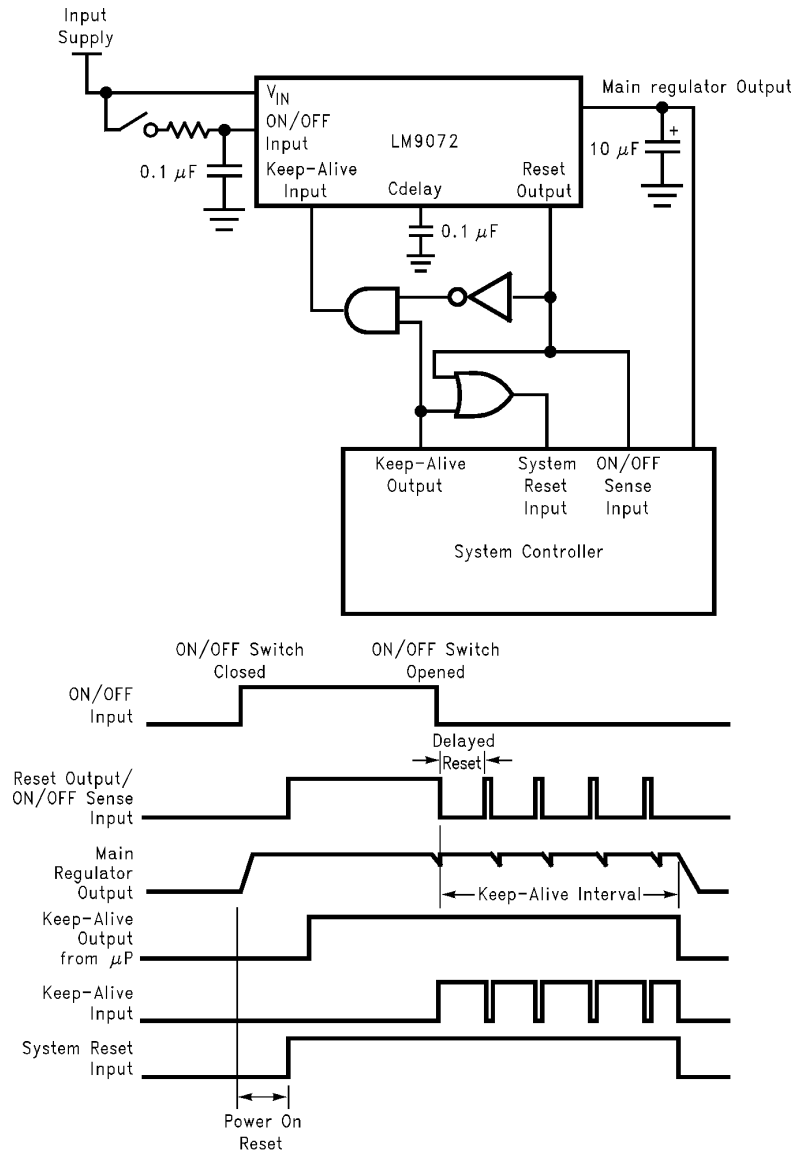 Input
Supply
V_IN
ON/OFF
Input
Keep-Alive
Input
Cdelay
LM9072
Reset
Output
Main regulator Output
+
10 μF
0.1 μF
0.1 μF
Keep-Alive
Output
System
Reset
Input
ON/OFF
Sense
Input
System Controller
ON/OFF Switch
Closed
ON/OFF Switch
Opened
ON/OFF
Input
Delayed
Reset
Reset Output/
ON/OFF Sense
Input
Main
Regulator
Output
Keep-Alive Interval
Keep-Alive
Output
from μP
Keep-Alive
Input
System Reset
Input
Power On
Reset